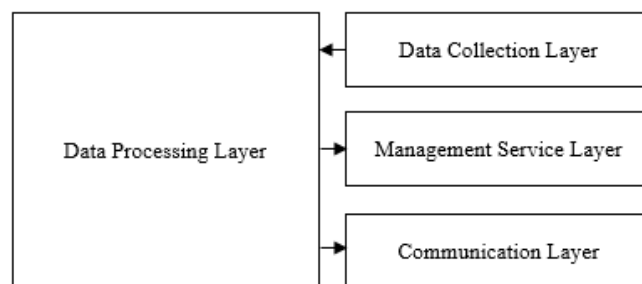 Data Collection Layer
Data Processing Layer
Management Service Layer
Communication Layer